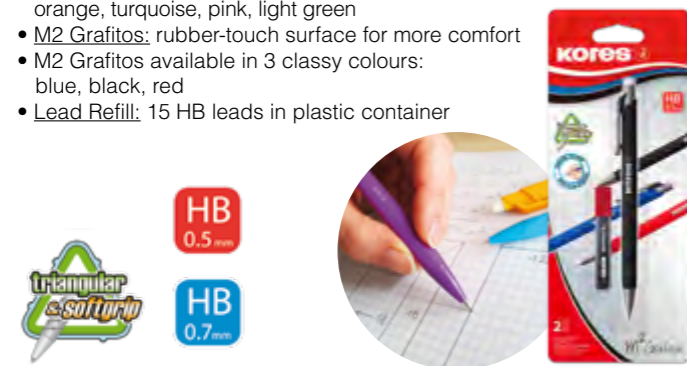 orange, turquoise, pink, light green
• M2 Grafitos: rubber-touch surface for more comfort
• M2 Grafitos available in 3 classy colours:
blue, black, red
• Lead Refill: 15 HB leads in plastic container
HB
0.5mm
triangular
& softgrip
HB
0.7mm
Kores
HB
2